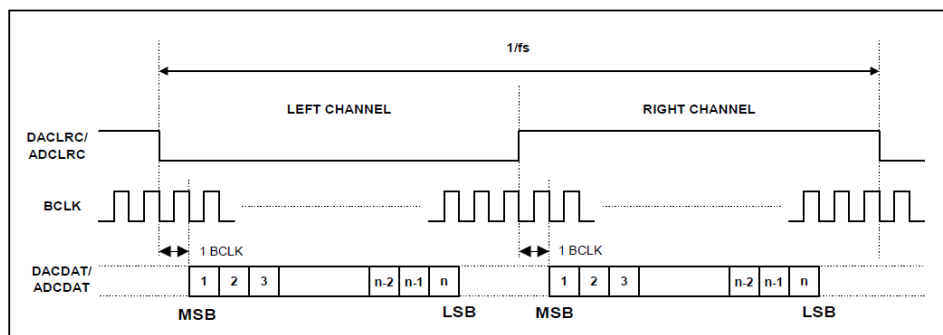 1/fs
LEFT CHANNEL
RIGHT CHANNEL
DACLRC/
ADCLRC
BCLK
1 BCLK
1 BCLK
DACDAT/
ADCDAT
1 2 3 n-2 n-1 n
1 2 3 n-2 n-1 n
MSB
LSB
MSB
LSB